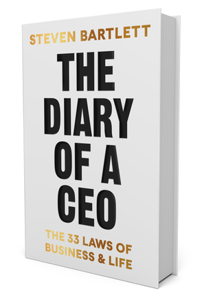 STEVEN BARTLETT
THE
DIARY
OF A
CEO
THE 33 LAWS OF
BUSINESS & LIFE